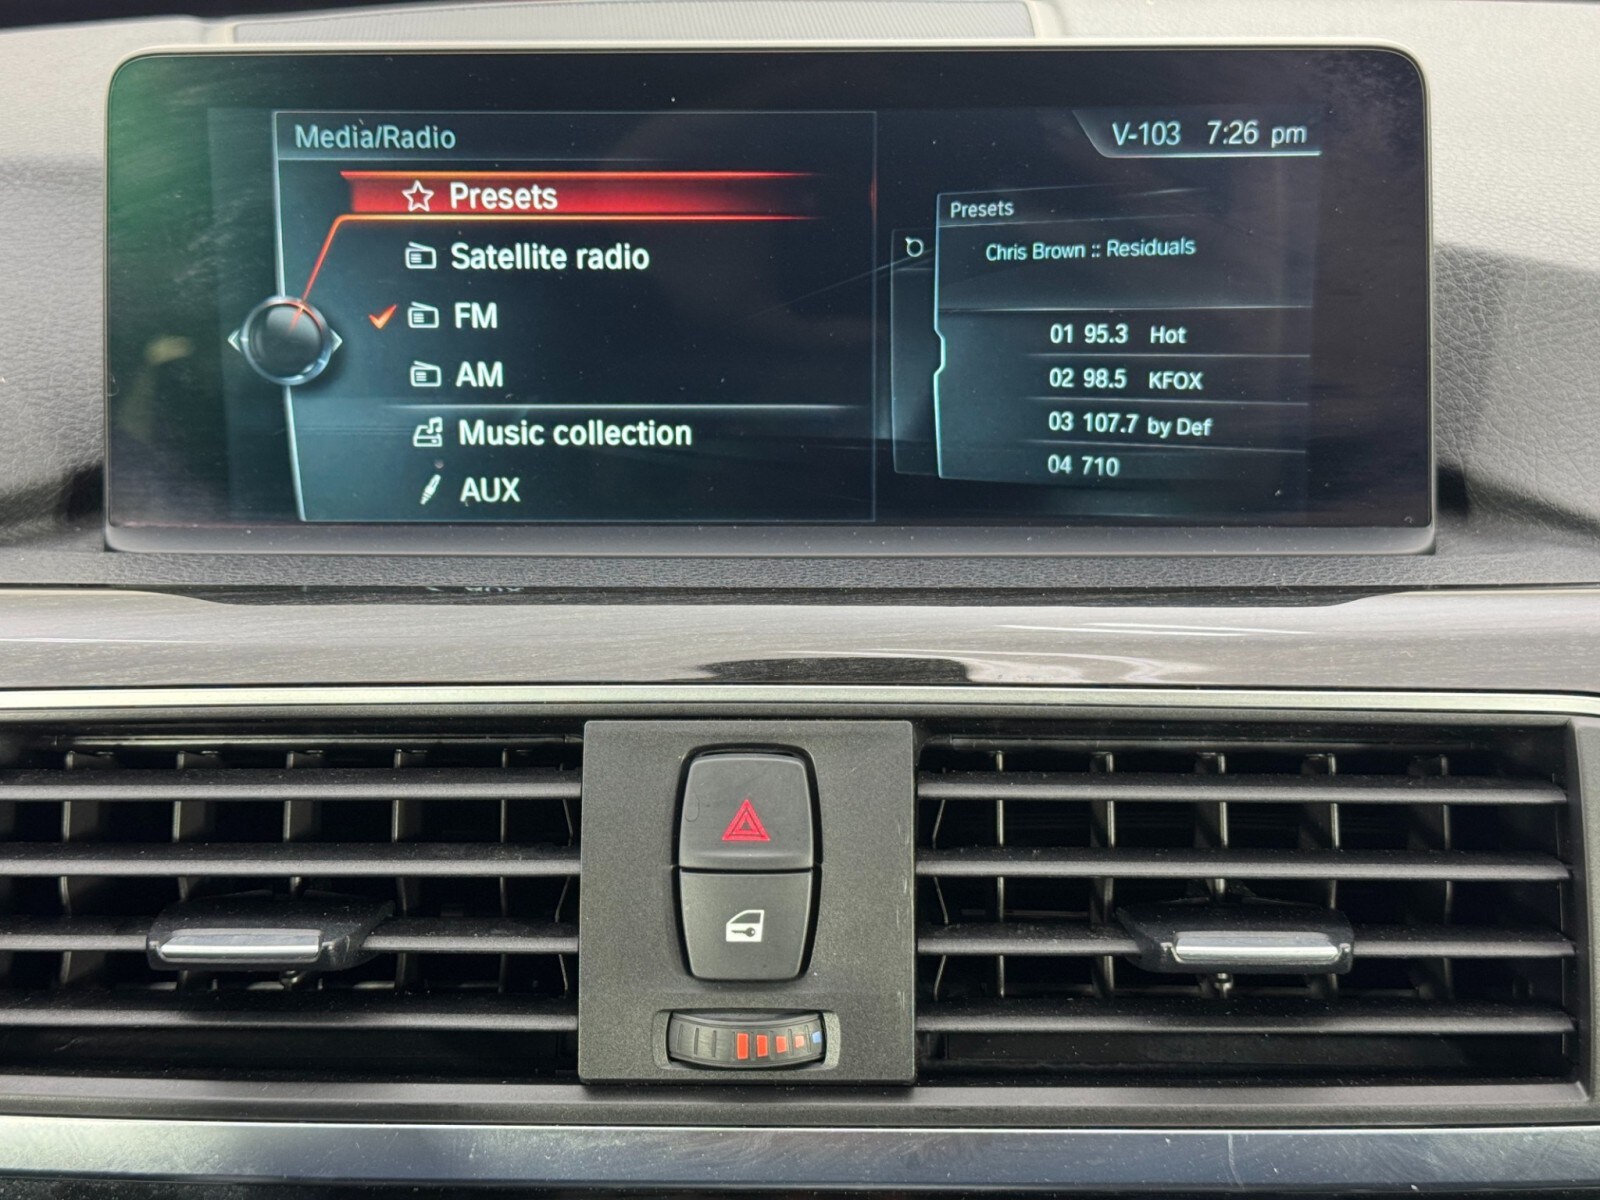 Media/Radio
V-103 7:26 pm
Presets
Satellite radio
FM
AM
Music collection
AUX
Presets
Chris Brown :: Residuals
01 95.3 Hot
02 98.5 KFOX
03 107.7 by Def
04 710